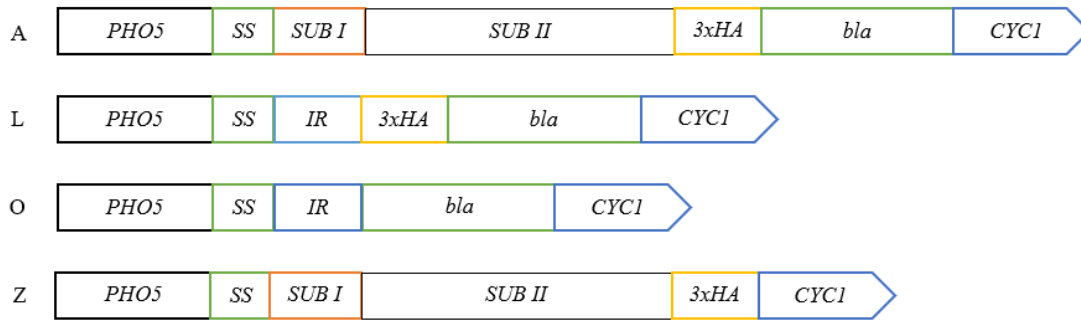 A PHO5 SS SUB I SUB II 3xHA bla CYC1
L PHO5 SS IR 3xHA bla CYC1
O PHO5 SS IR bla CYC1
Z PHO5 SS SUB I SUB II 3xHA CYC1